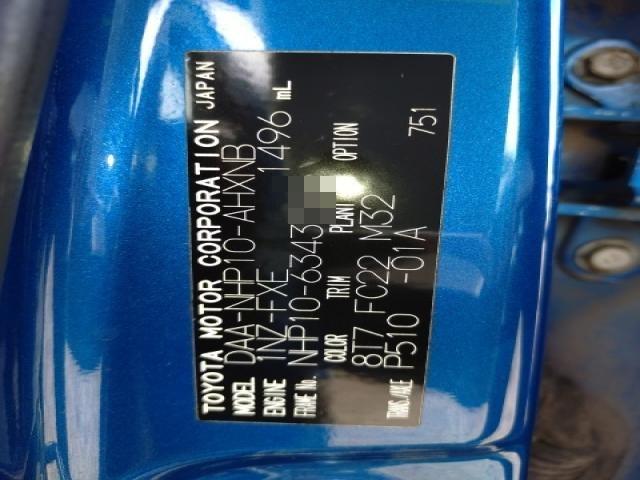 TOYOTA MOTOR CORPORATION JAPAN
MODEL DAA-NHP10-AHXNB
ENGINE 1NZ-FXE 1496 mL
FRAME No. NHP10-6343
COLOR TRIM PLANT OPTION
8T7 FC22 M32
TRANS./AXLE P510 -01A 751